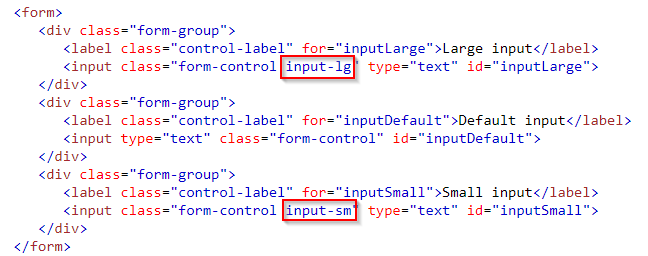 <form>
<div class="form-group">
<label class="control-label" for="inputLarge">Large input</label>
<input class="form-control input-lg" type="text" id="inputLarge">
</div>
<div class="form-group">
<label class="control-label" for="inputDefault">Default input</label>
<input type="text" class="form-control" id="inputDefault">
</div>
<div class="form-group">
<label class="control-label" for="inputSmall">Small input</label>
<input class="form-control input-sm" type="text" id="inputSmall">
</div>
</form>